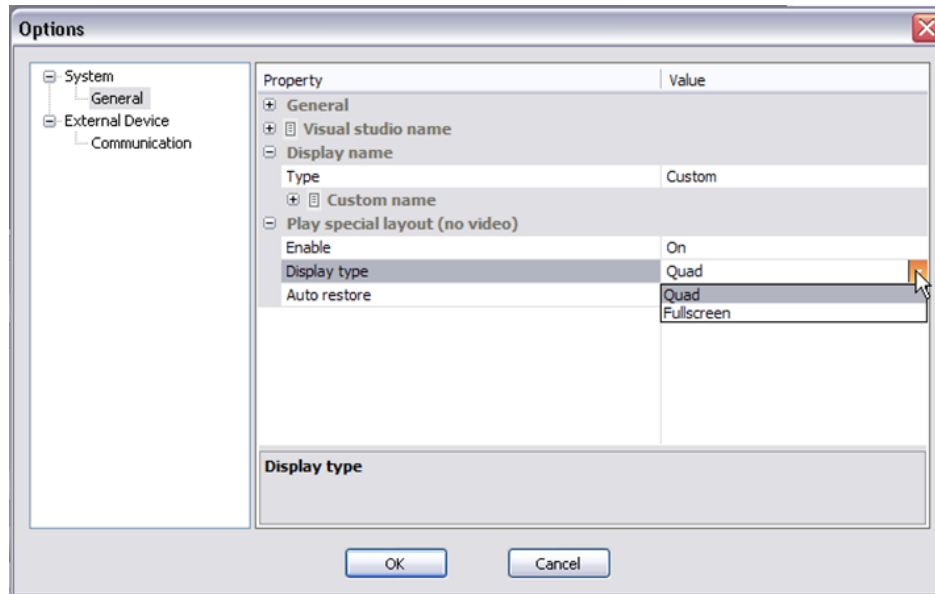 Options
System
General
External Device
Communication
Property Value
General
Visual studio name
Display name
Type Custom
Custom name
Play special layout (no video)
Enable On
Display type Quad
Auto restore Quad
Fullscreen
Display type
OK Cancel